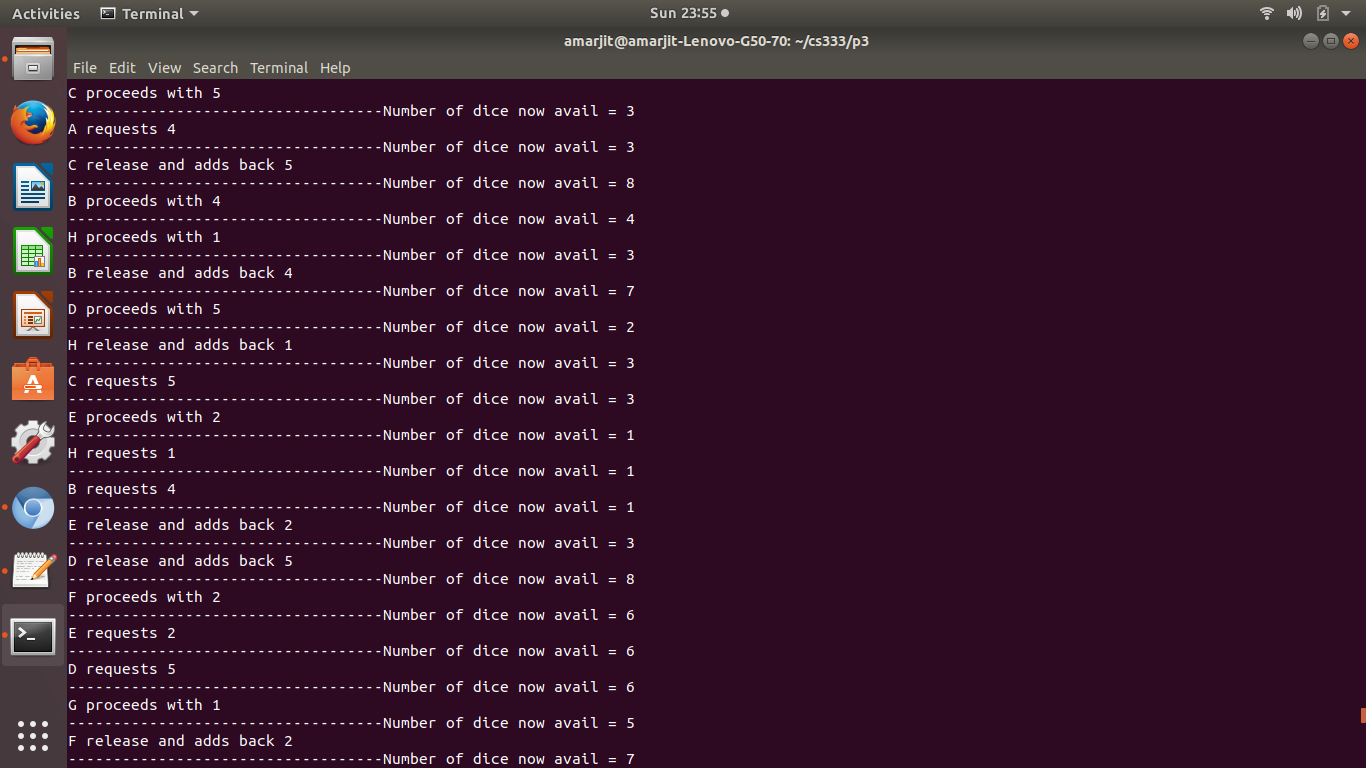 Activities Terminal Sun 23:55
amarjit@amarjit-Lenovo-G50-70: ~/cs333/p3
File Edit View Search Terminal Help
C proceeds with 5
-----------------------------------Number of dice now avail = 3
A requests 4
-----------------------------------Number of dice now avail = 3
C release and adds back 5
-----------------------------------Number of dice now avail = 8
B proceeds with 4
-----------------------------------Number of dice now avail = 4
H proceeds with 1
-----------------------------------Number of dice now avail = 3
B release and adds back 4
-----------------------------------Number of dice now avail = 7
D proceeds with 5
-----------------------------------Number of dice now avail = 2
H release and adds back 1
-----------------------------------Number of dice now avail = 3
C requests 5
-----------------------------------Number of dice now avail = 3
E proceeds with 2
-----------------------------------Number of dice now avail = 1
H requests 1
-----------------------------------Number of dice now avail = 1
B requests 4
-----------------------------------Number of dice now avail = 1
E release and adds back 2
-----------------------------------Number of dice now avail = 3
D release and adds back 5
-----------------------------------Number of dice now avail = 8
F proceeds with 2
-----------------------------------Number of dice now avail = 6
E requests 2
-----------------------------------Number of dice now avail = 6
D requests 5
-----------------------------------Number of dice now avail = 6
G proceeds with 1
-----------------------------------Number of dice now avail = 5
F release and adds back 2
-----------------------------------Number of dice now avail = 7